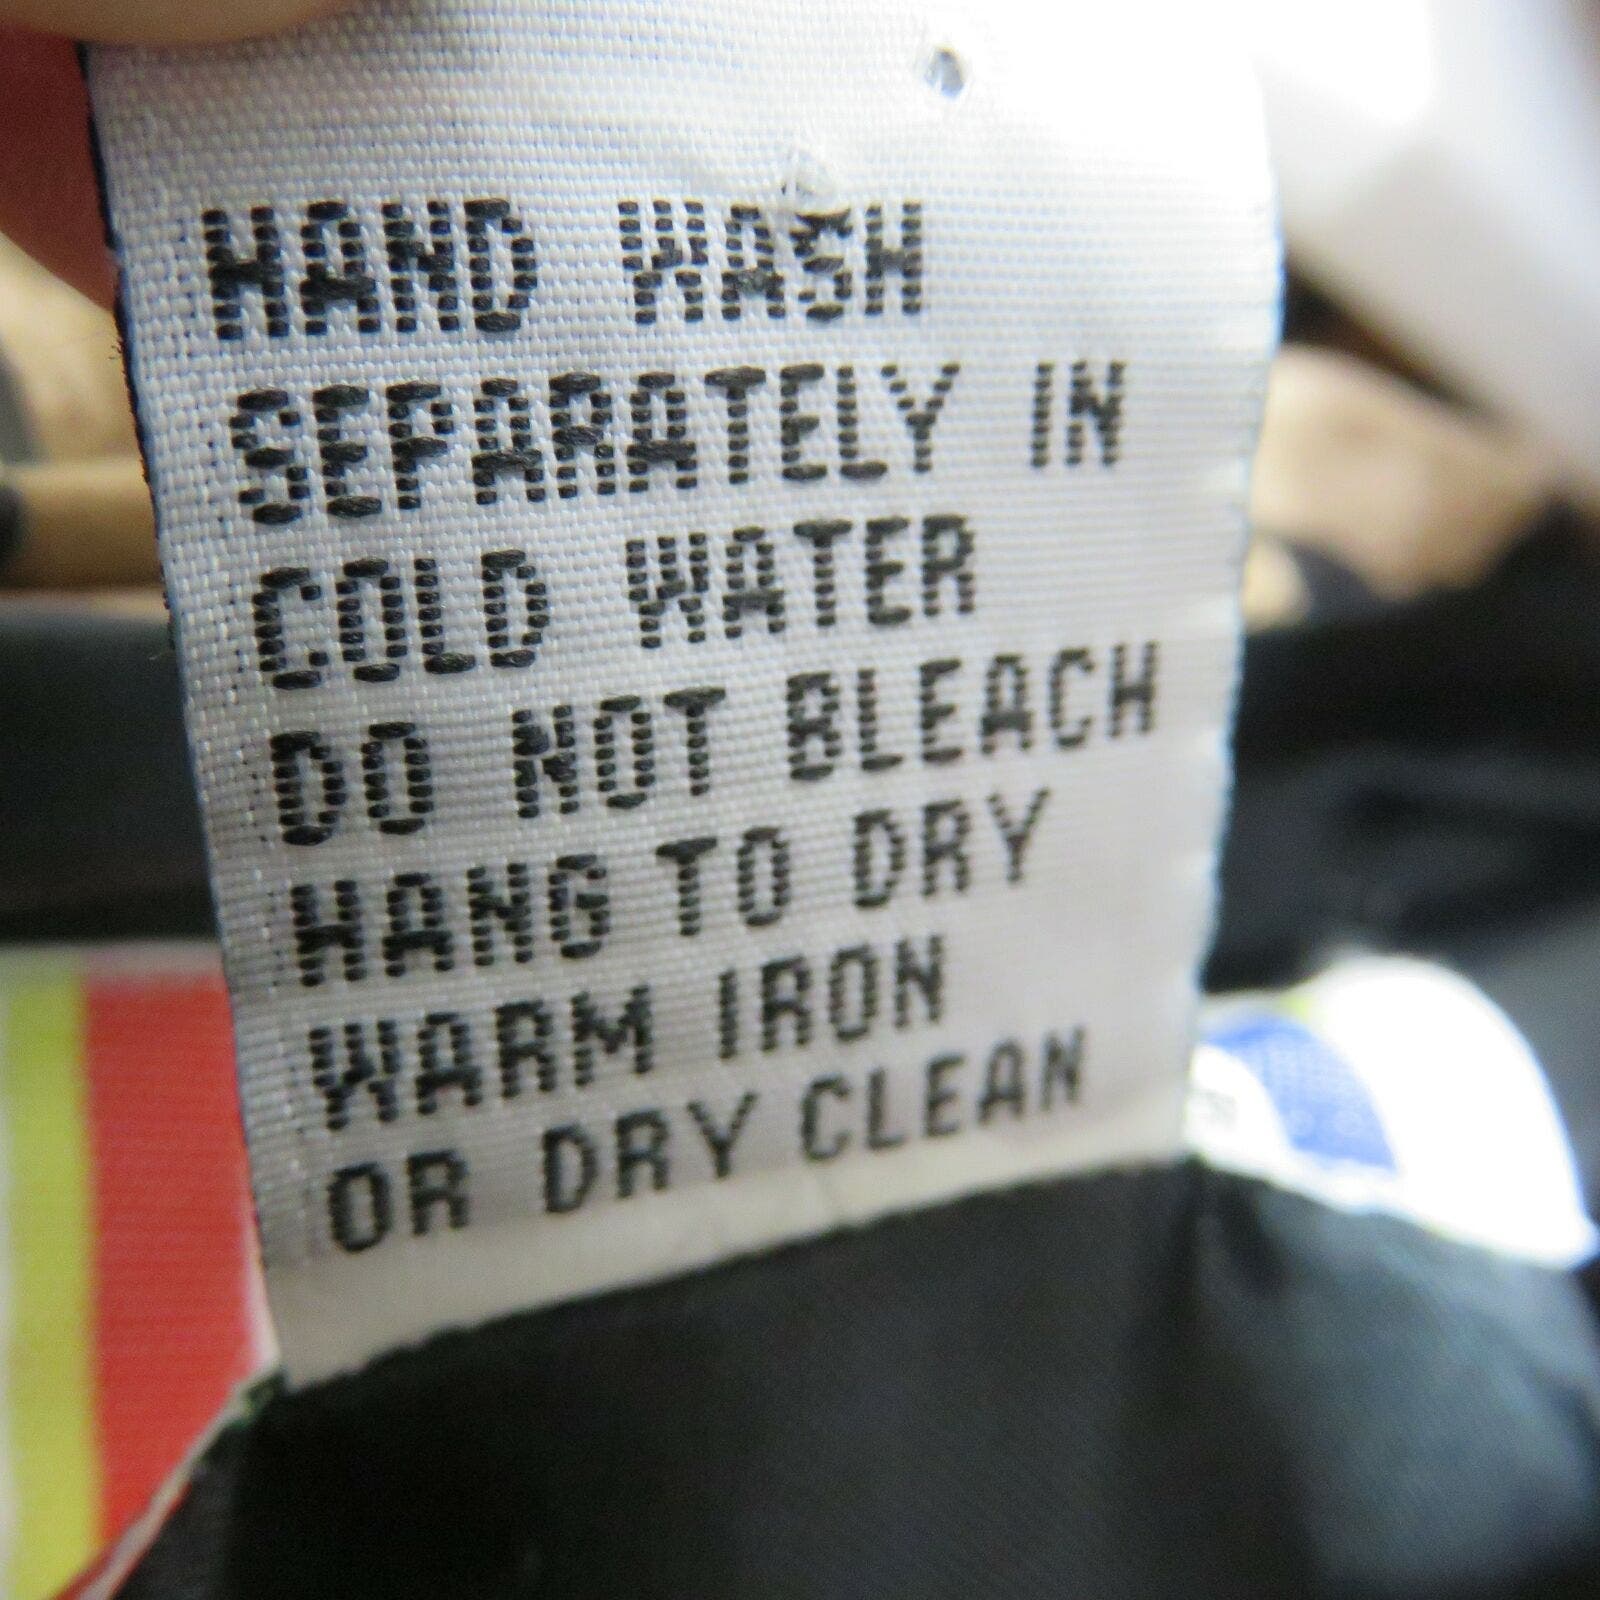 HAND WASH
SEPARATELY IN
COLD WATER
DO NOT BLEACH
HANG TO DRY
WARM IRON
OR DRY CLEAN